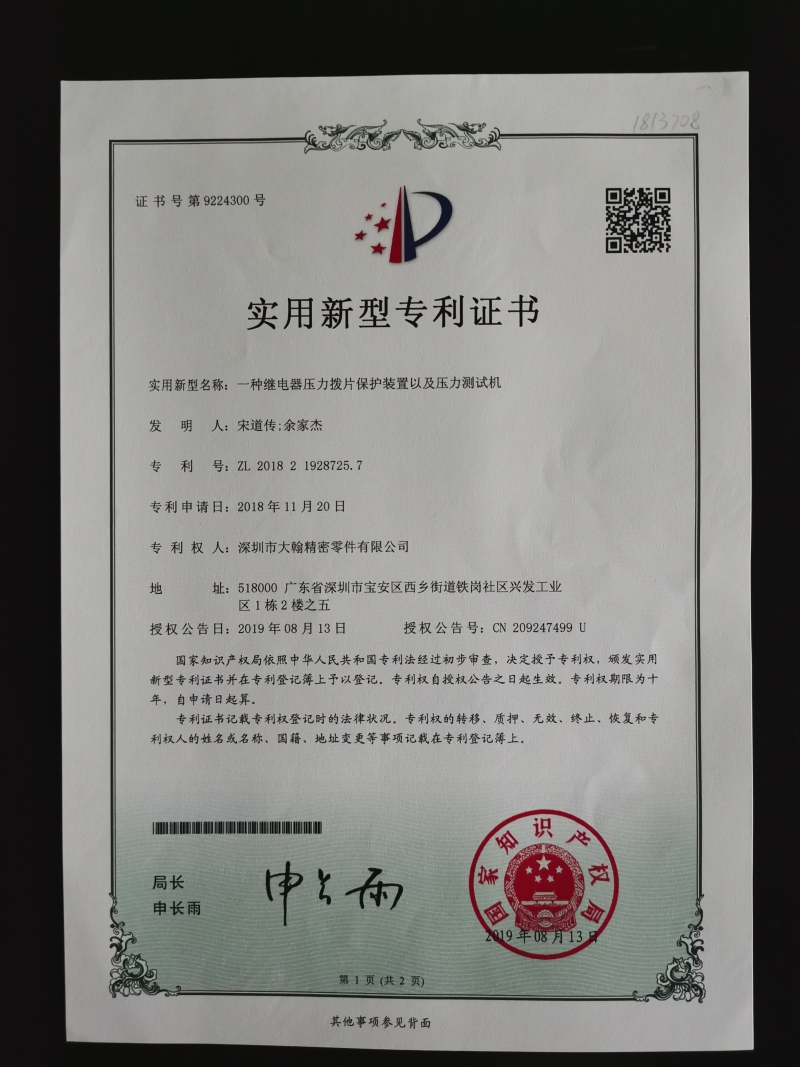 1813708
证书号第9224300号
实用新型专利证书
实用新型名称：一种继电器压力拨片保护装置以及压力测试机
发明人：宋道传;余家杰
专利号：ZL 2018 2 1928725.7
专利申请日：2018年11月20日
专利权人：深圳市大翰精密零件有限公司
地址：518000 广东省深圳市宝安区西乡街道铁岗社区兴发工业
区1栋2楼之五
授权公告日：2019年08月13日 授权公告号：CN 209247499 U
国家知识产权局依照中华人民共和国专利法经过初步审查，决定授予专利权，颁发实用
新型专利证书并在专利登记簿上予以登记。专利权自授权公告之日起生效。专利权期限为十
年，自申请日起算。
专利证书记载专利权登记时的法律状况。专利权的转移、质押、无效、终止、恢复和专
利权人的姓名或名称、国籍、地址变更等事项记载在专利登记簿上。
局长
申长雨
申长雨
国家知识产权局
2019年08月13日
第1页(共2页)
其他事项参见背面